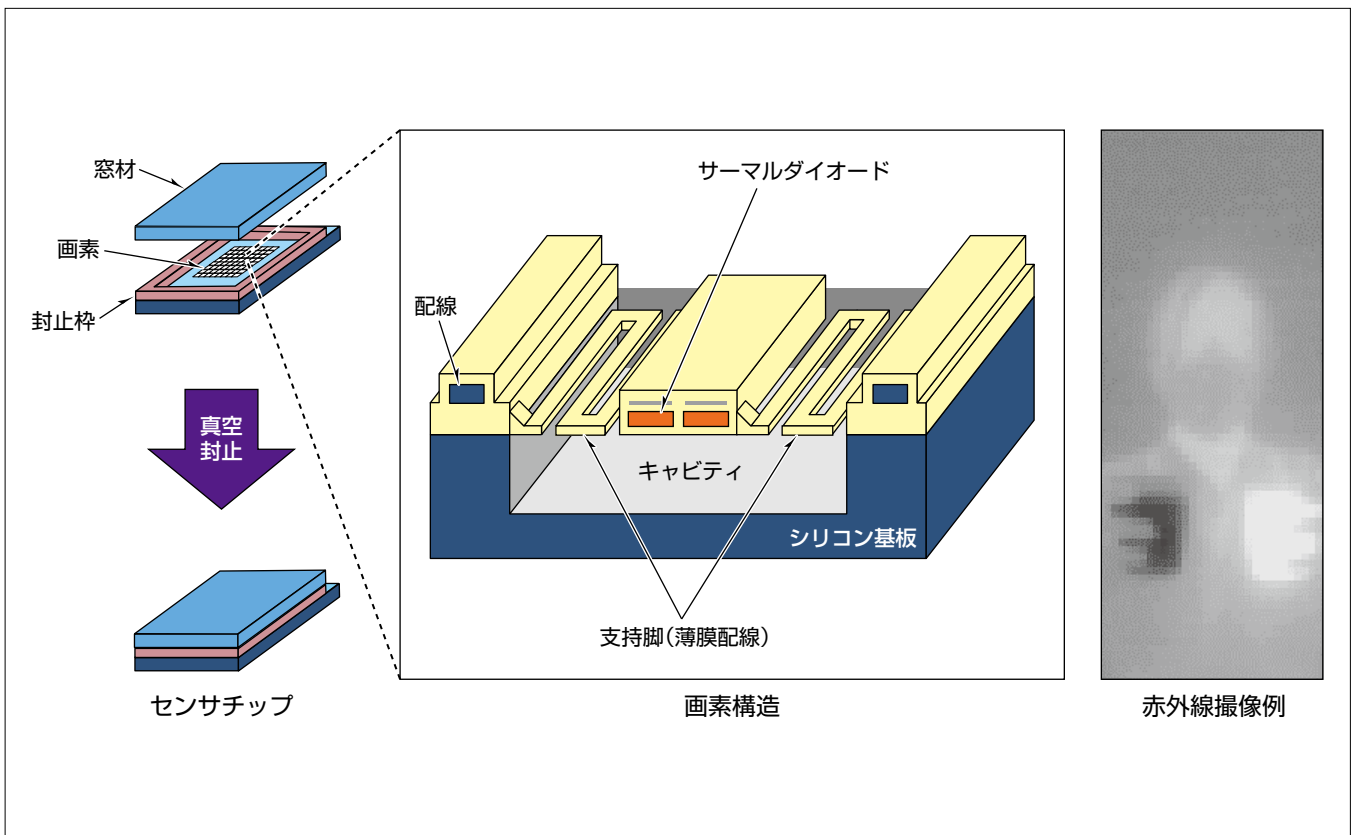 窓材
画素
封止枠
真空
封止
センサチップ
サーマルダイオード
配線
キャビティ
シリコン基板
支持脚(薄膜配線)
画素構造
赤外線撮像例